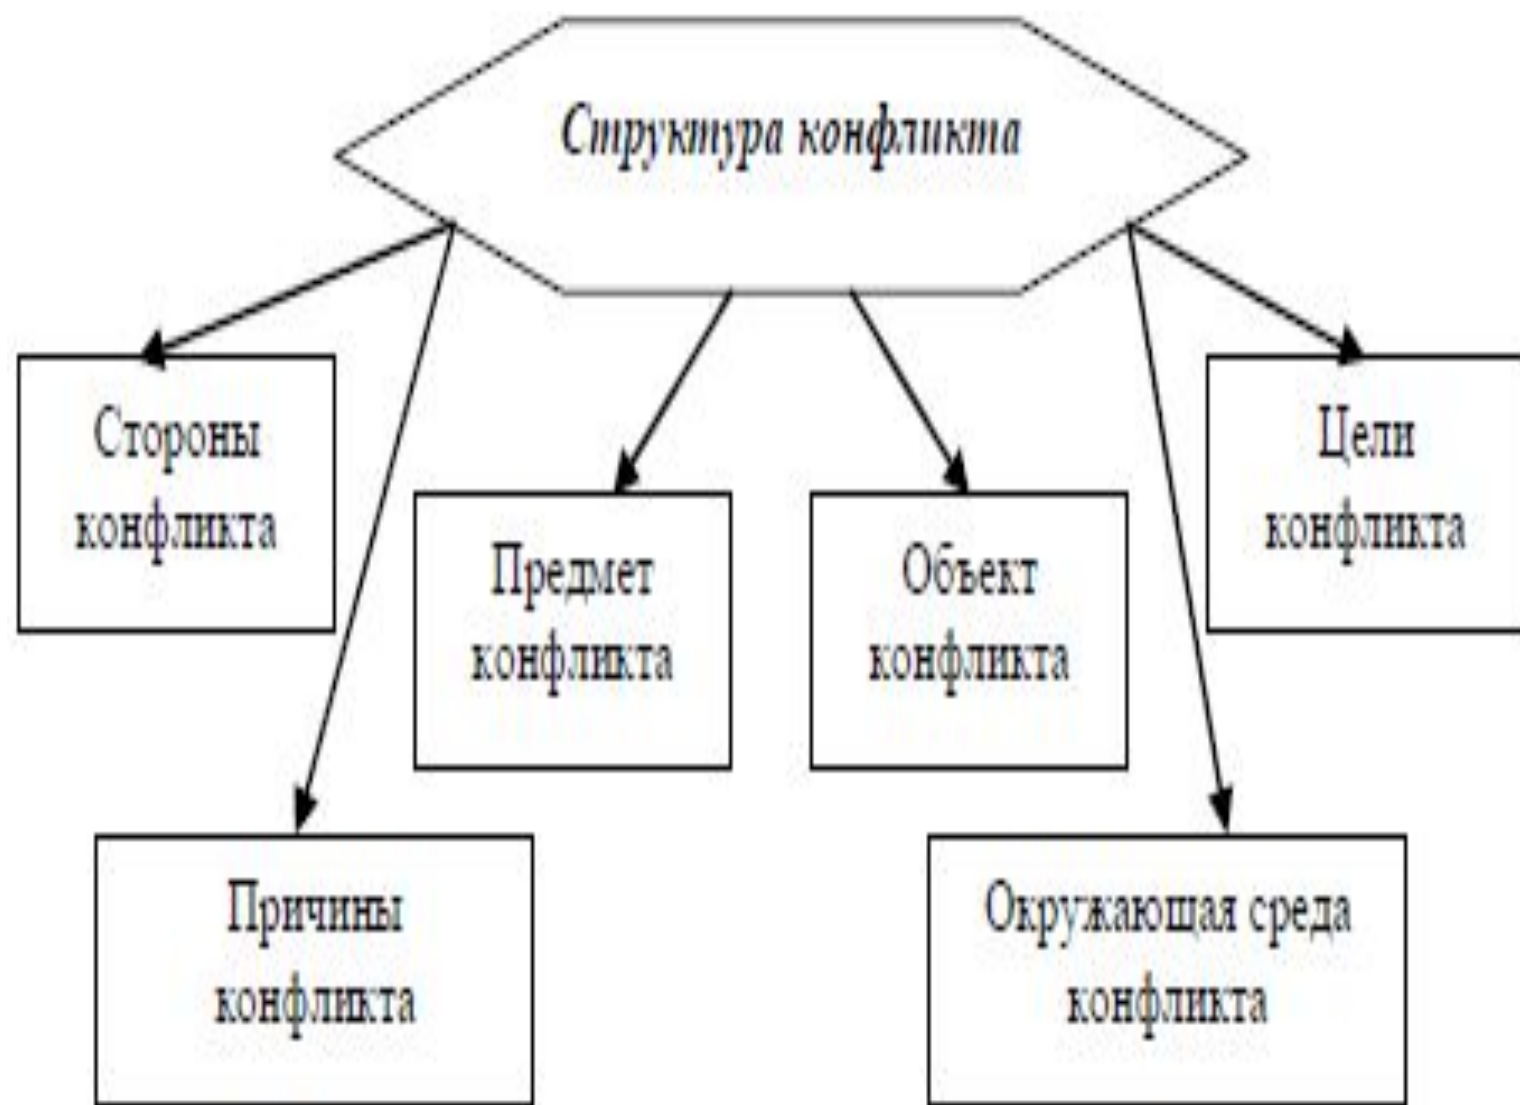 Структура конфликта
Стороны
конфликта
Предмет
конфликта
Объект
конфликта
Цели
конфликта
Причины
конфликта
Окружающая среда
конфликта